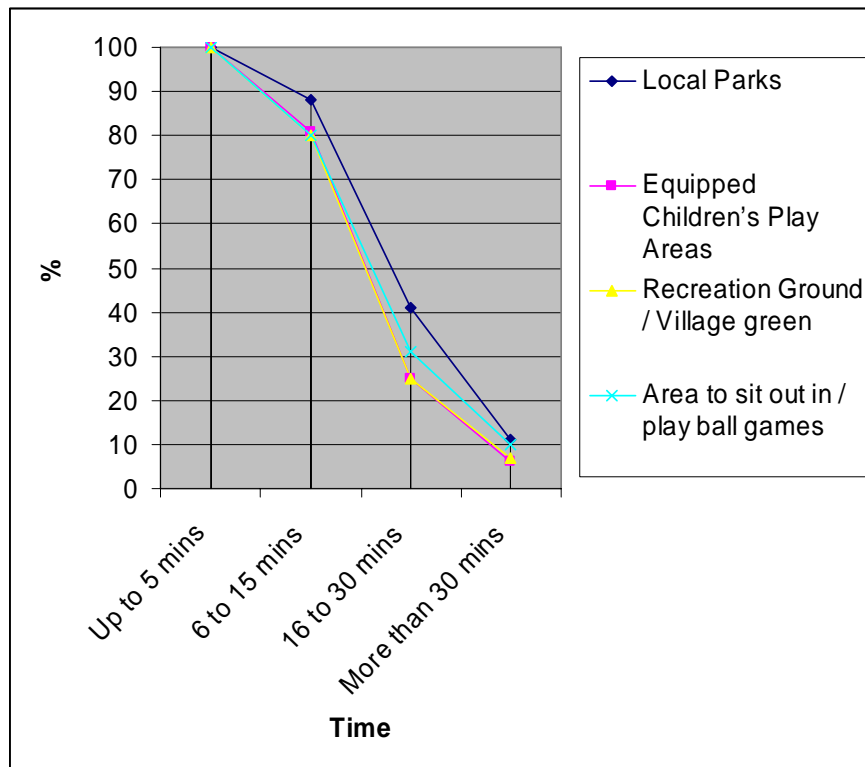 100
90
80
70
60
50
40
30
20
10
0
%
Up to 5 mins
6 to 15 mins
16 to 30 mins
More than 30 mins
Time
Local Parks
Equipped
Children’s Play
Areas
Recreation Ground
/ Village green
Area to sit out in /
play ball games